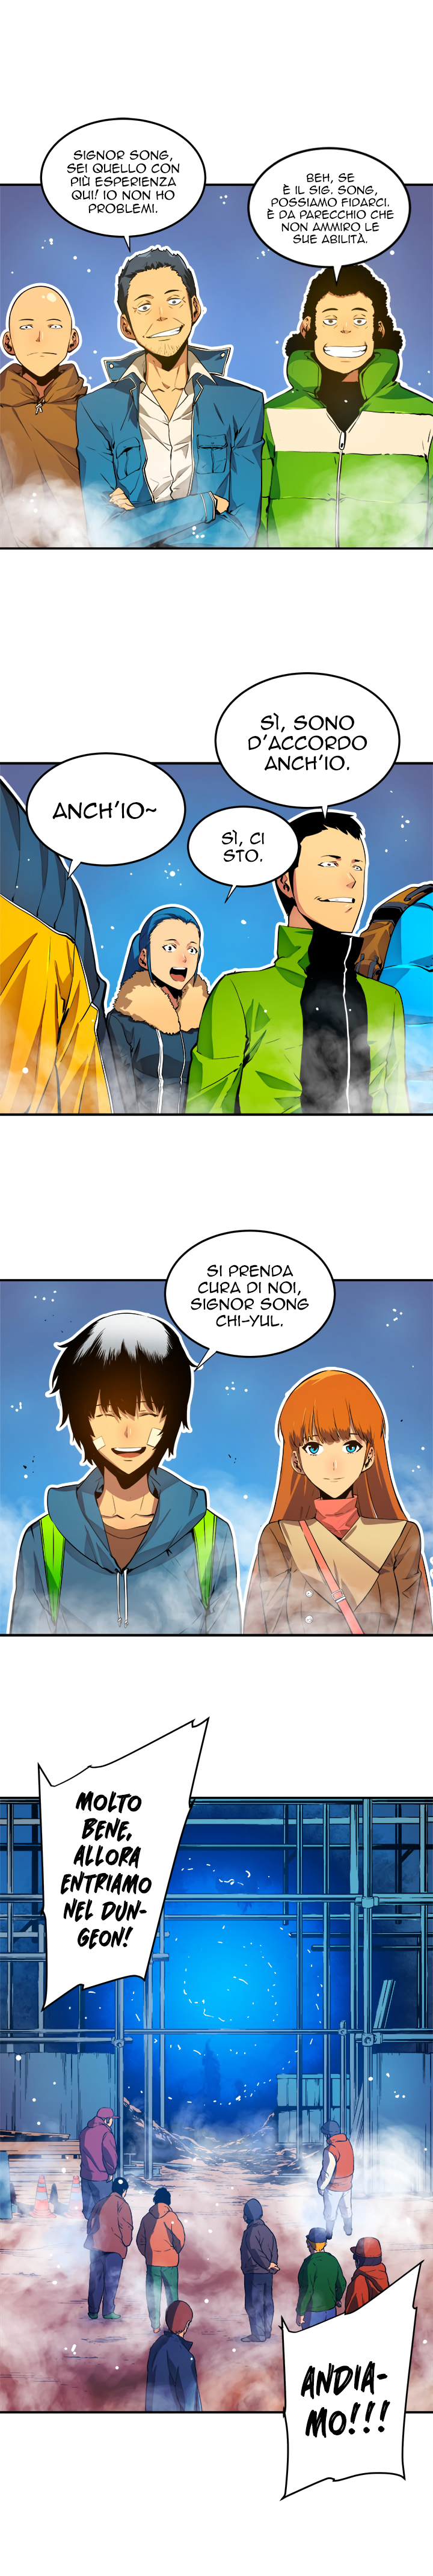 SIGNOR SONG,
SEI QUELLO CON
PIÙ ESPERIENZA
QUI! IO NON HO
PROBLEMI.
BEH, SE
È IL SIG. SONG,
POSSIAMO FIDARCI.
È DA PARECCHIO CHE
NON AMMIRO LE
SUE ABILITÀ.
SÌ, SONO
D'ACCORDO
ANCH'IO.
ANCH'IO~
SÌ, CI
STO.
SI PRENDA
CURA DI NOI,
SIGNOR SONG
CHI-YUL.
MOLTO
BENE,
ALLORA
ENTRIAMO
NEL DUN-
GEON!
ANDIA-
MO!!!